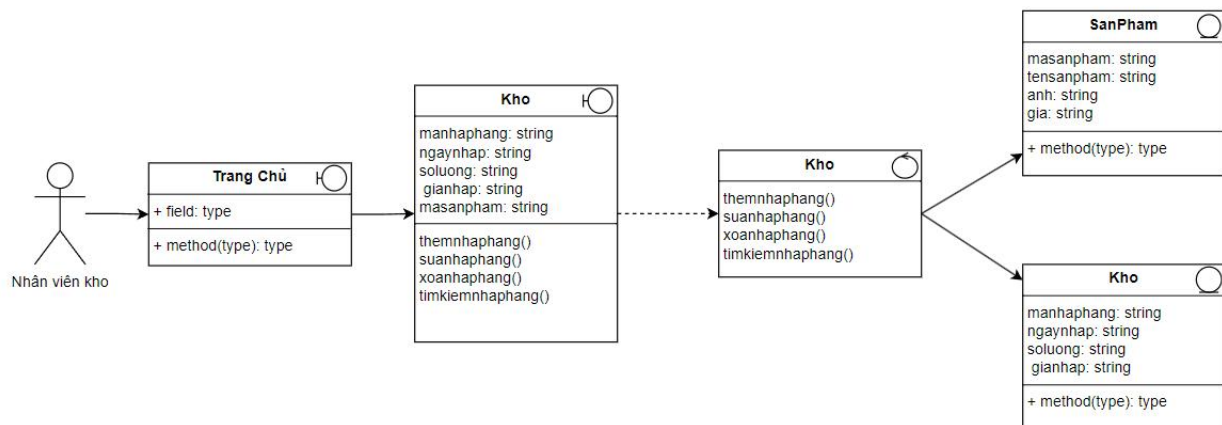 Nhân viên kho
Trang Chủ
+ field: type
+ method(type): type
Kho
manhaphang: string
ngaynhap: string
soluong: string
gianhap: string
masanpham: string
themnhaphang()
suanhaphang()
xoanhaphang()
timkiemnhaphang()
Kho
themnhaphang()
suanhaphang()
xoanhaphang()
timkiemnhaphang()
SanPham
masanpham: string
tensanpham: string
anh: string
gia: string
+ method(type): type
Kho
manhaphang: string
ngaynhap: string
soluong: string
gianhap: string
+ method(type): type